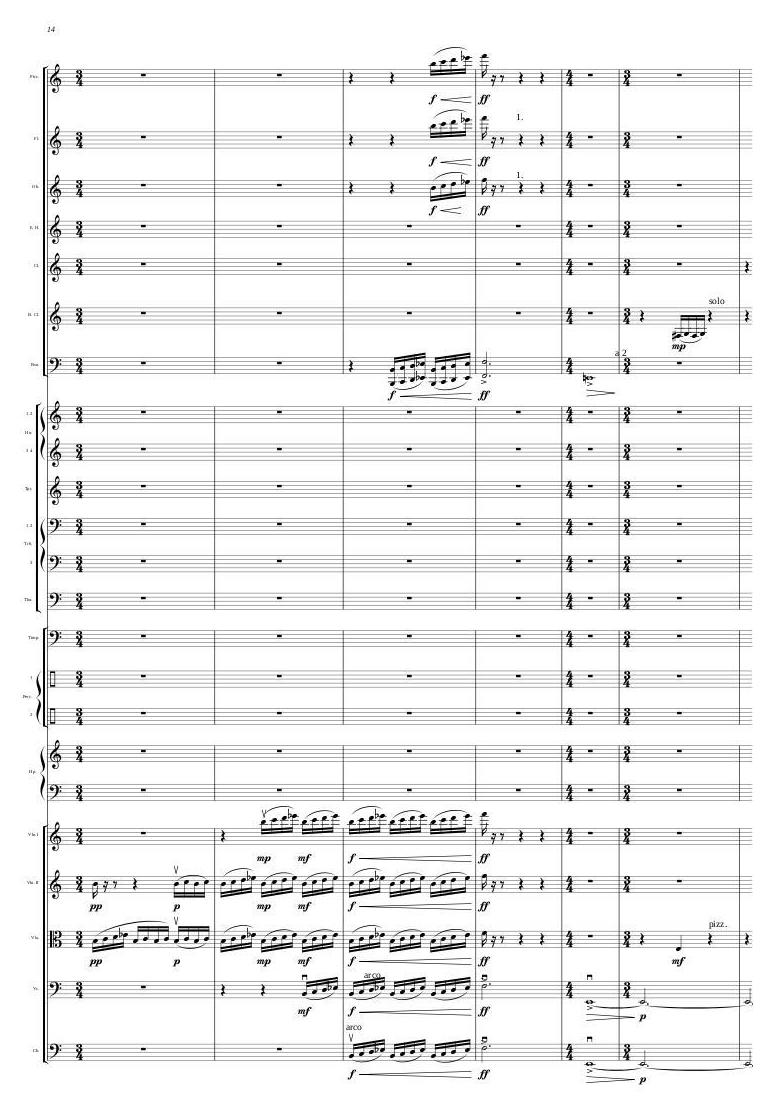 14
Picc.
f ff
1.
Fl.
f ff
1.
Ob.
f ff
E. H.
Cl.
solo
B. Cl.
mp
a 2
Bsn.
f ff
1 2
Hn.
3 4
Tpt.
1 2
Trb.
3
Tba.
Timp.
1
Perc.
2
Hp.
Vln. I
mp mf f ff
Vln. II
pp p mp mf f ff
pizz.
Vla.
pp p mp mf f ff mf
arco
Vc.
mf f ff p
arco
Cb.
f ff p